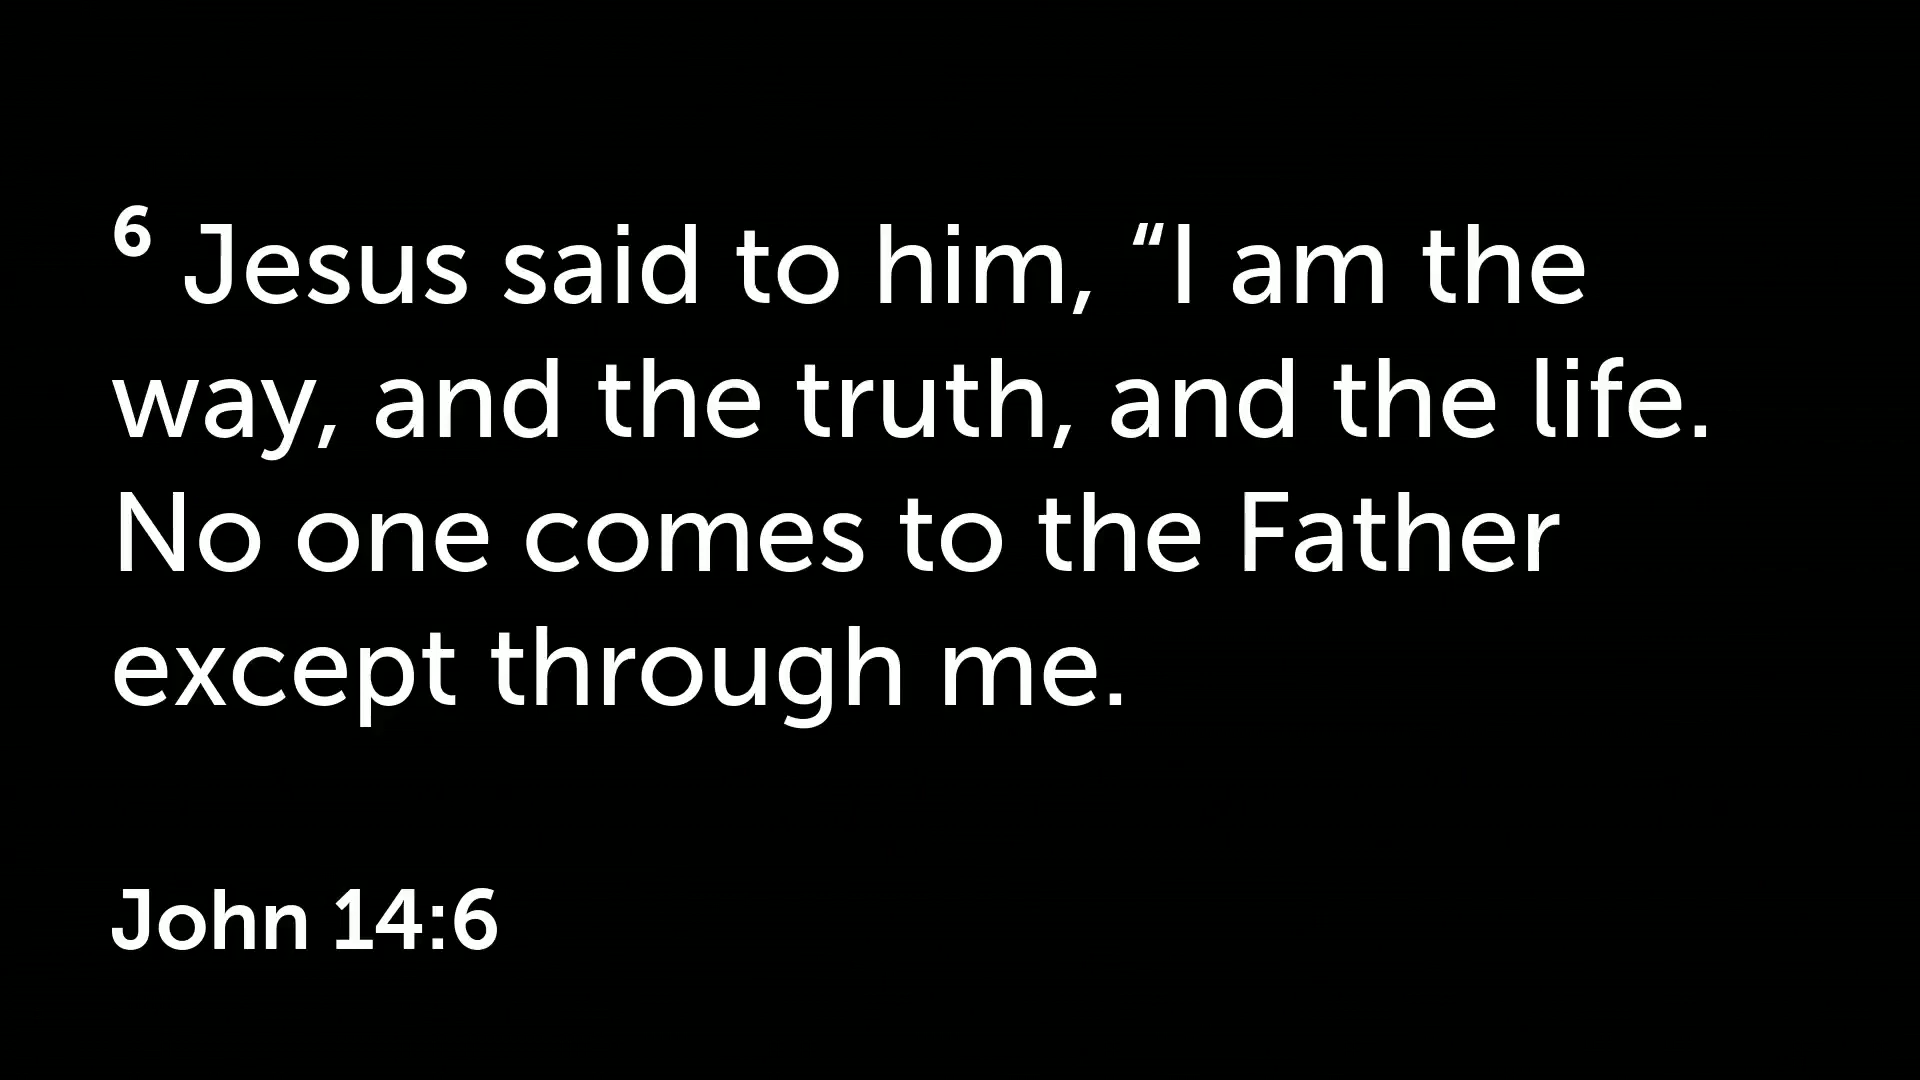 6 Jesus said to him, “I am the
way, and the truth, and the life.
No one comes to the Father
except through me.
John 14:6